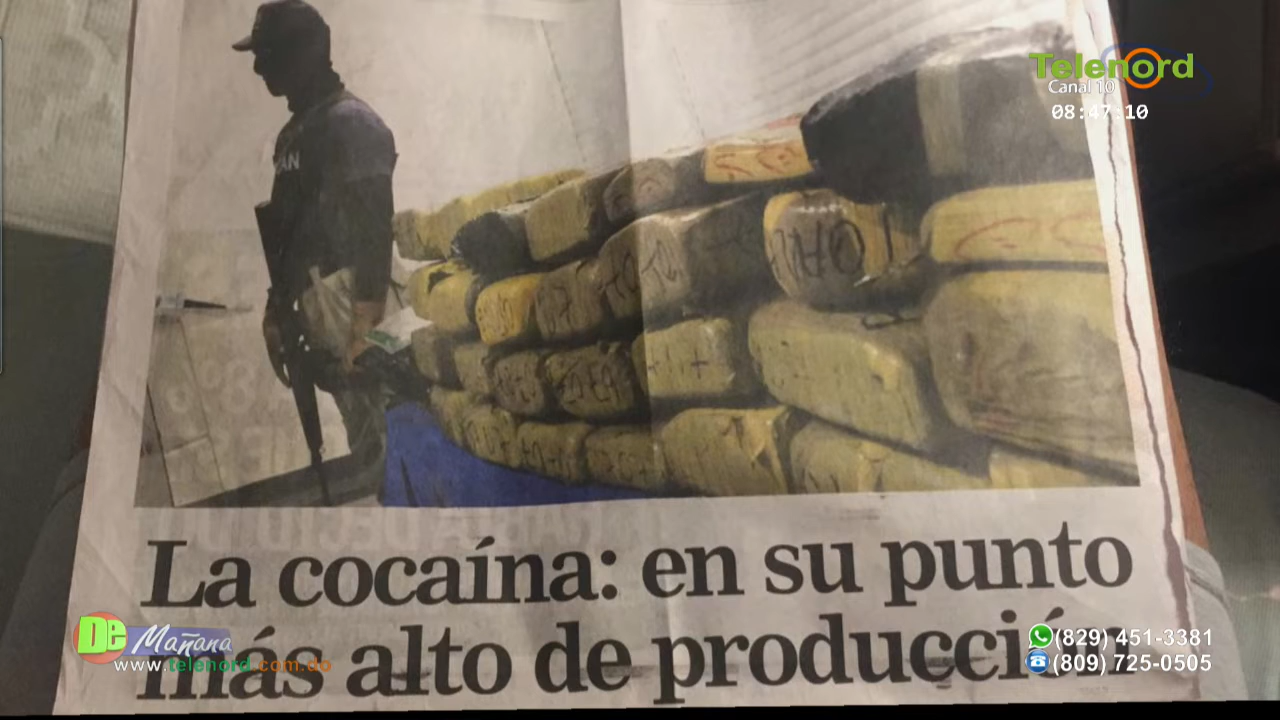 Telenord
Canal 10
08:47:10
La cocaína: en su punto
más alto de producción
De Mañana
www.telenord.com.do
(829) 451-3381
(809) 725-0505